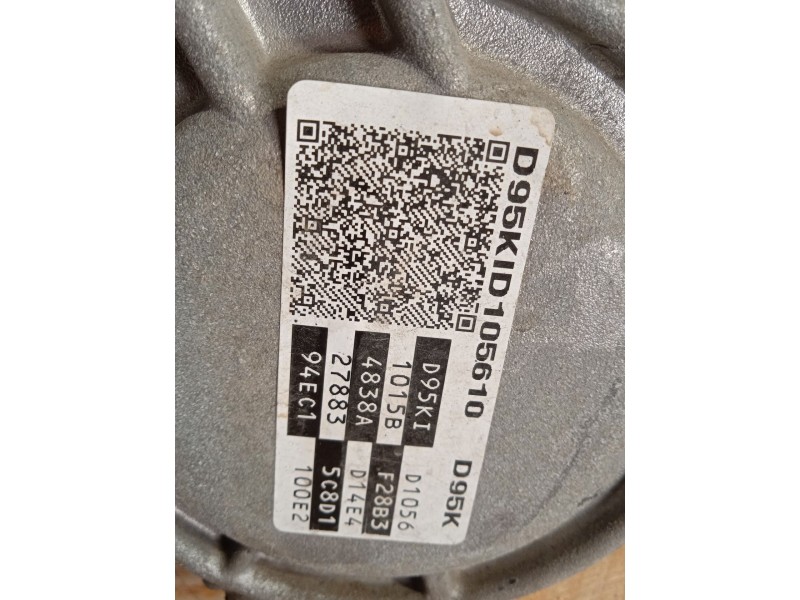 D95KID105610 D95K
D95KI D1056
1015B F28B3
4838A D14E4
27883 5C8D1
94EC1 100E2